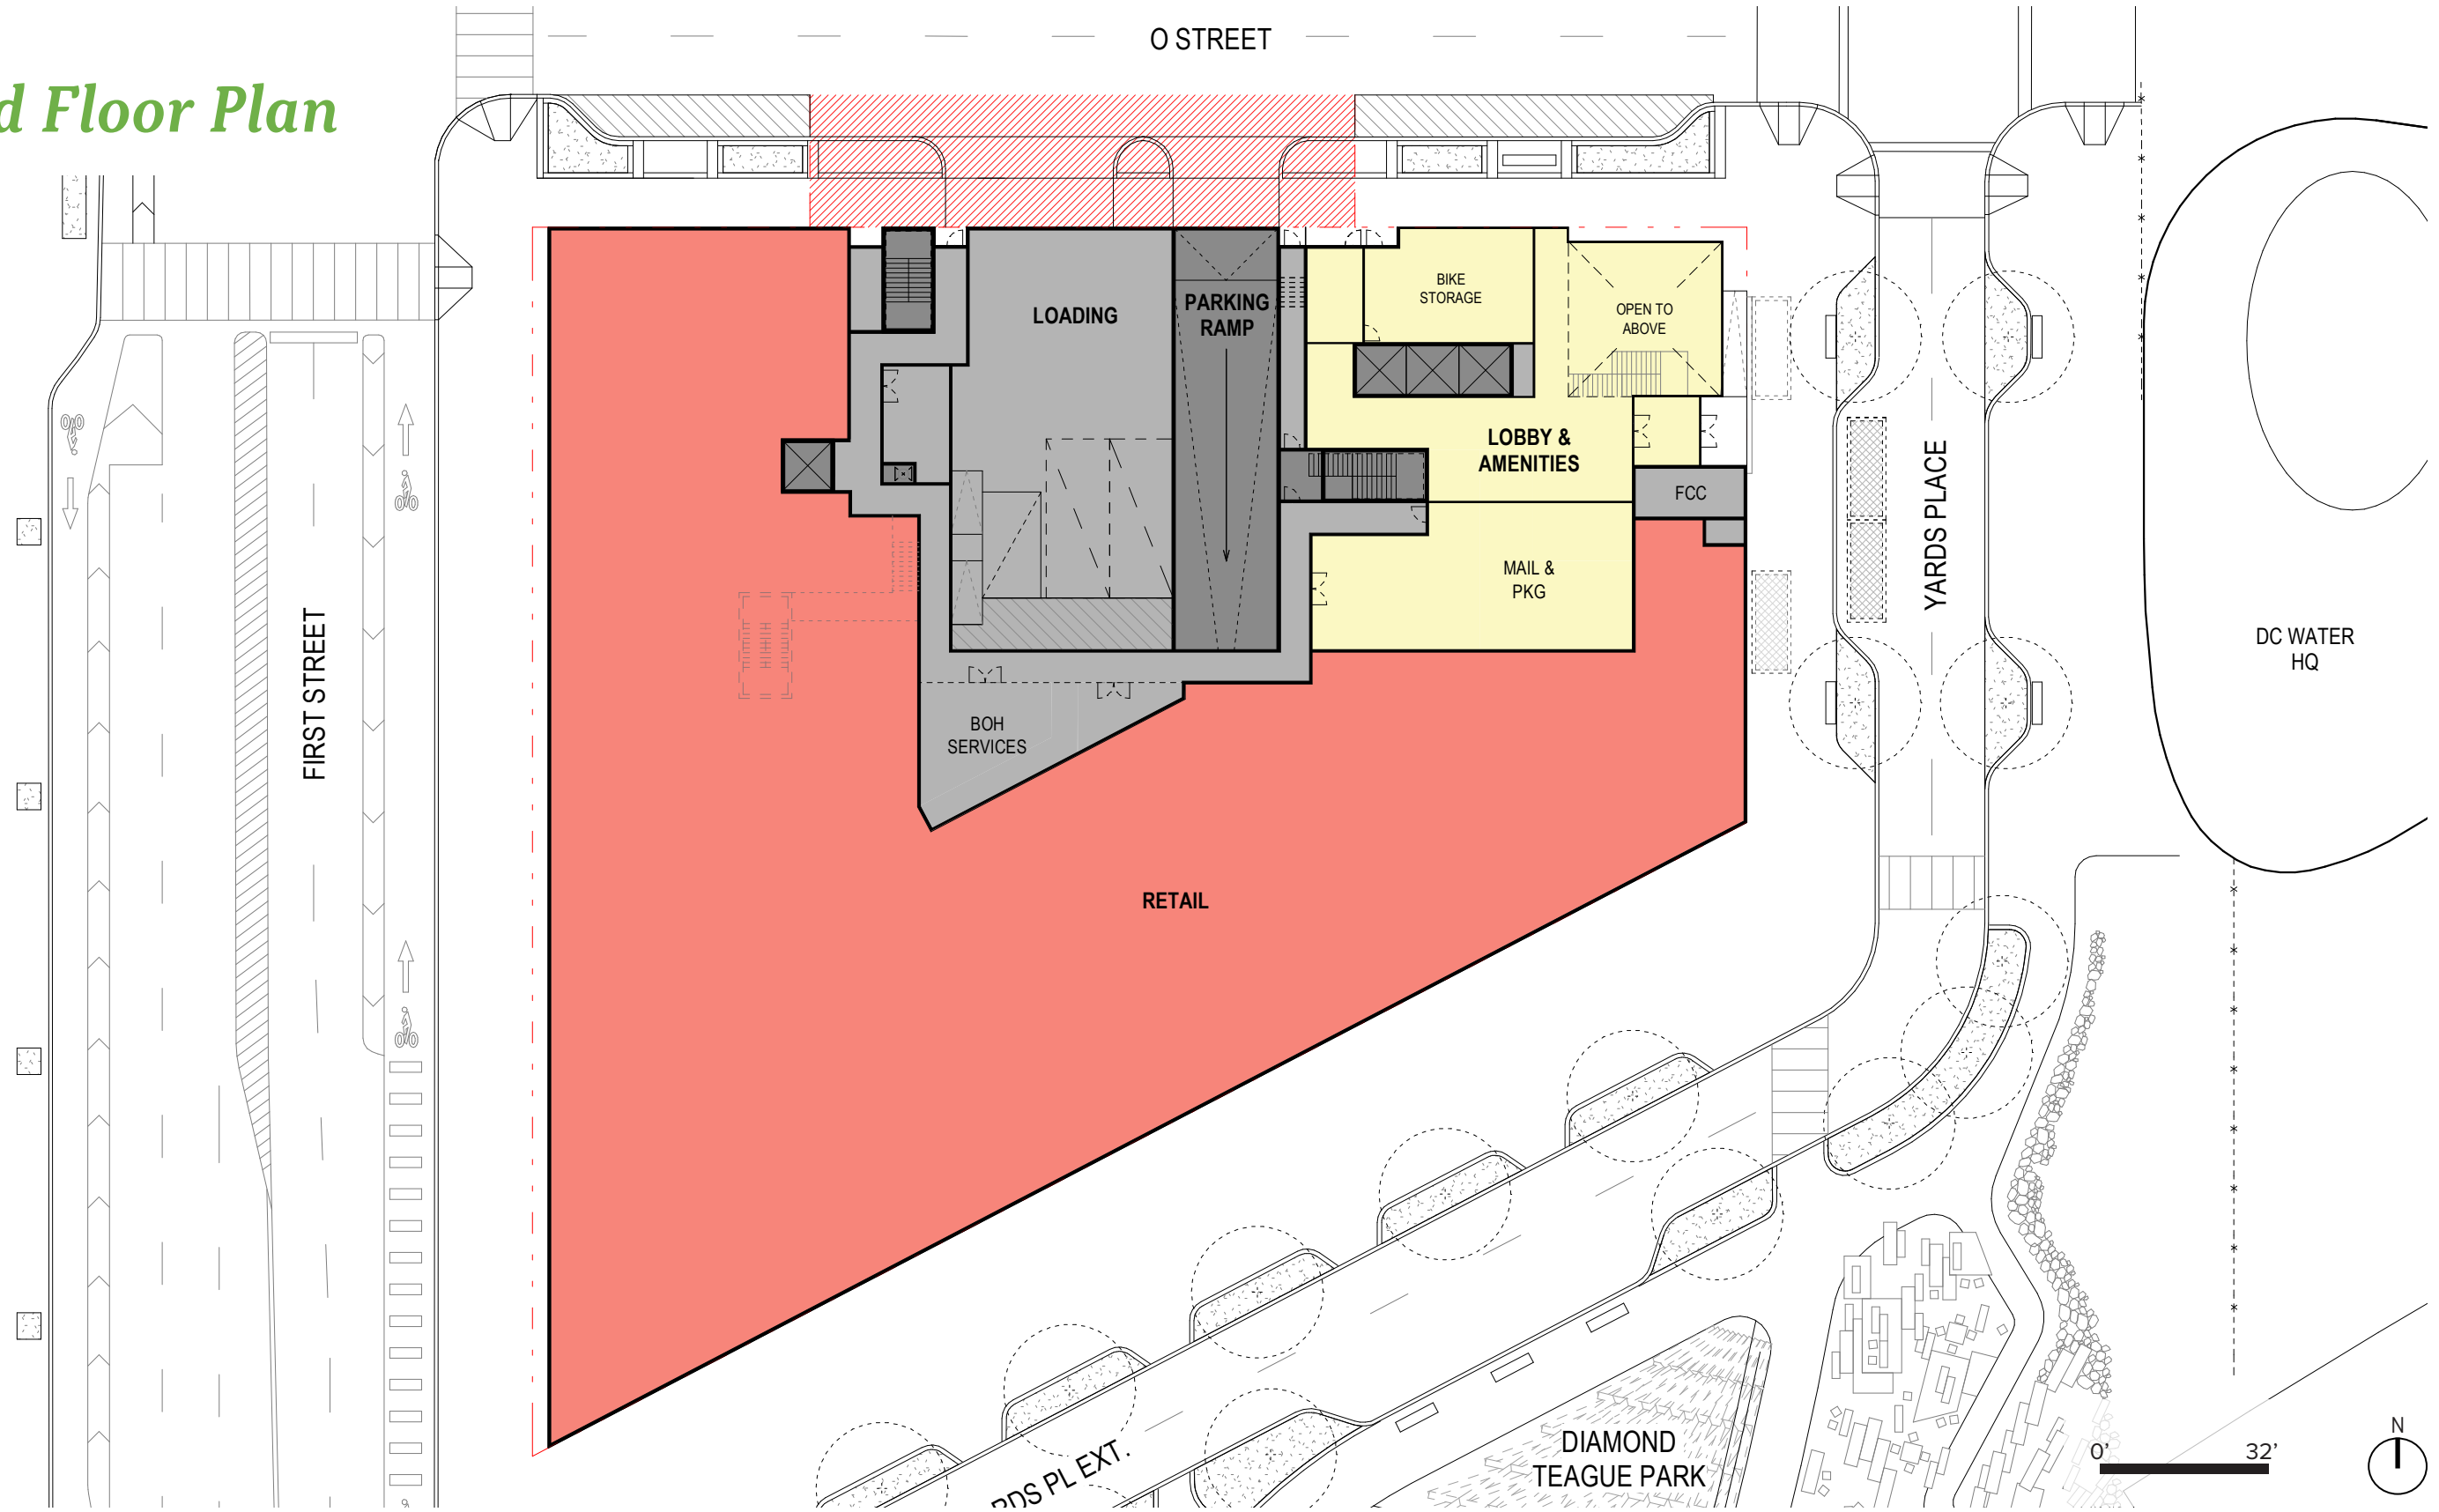 O STREET
d Floor Plan
LOADING
PARKING
RAMP
BIKE
STORAGE
OPEN TO
ABOVE
LOBBY &
AMENITIES
FCC
MAIL &
PKG
YARDS PLACE
FIRST STREET
DC WATER
HQ
BOH
SERVICES
RETAIL
RDS PL EXT.
DIAMOND
TEAGUE PARK
0' 32'
N